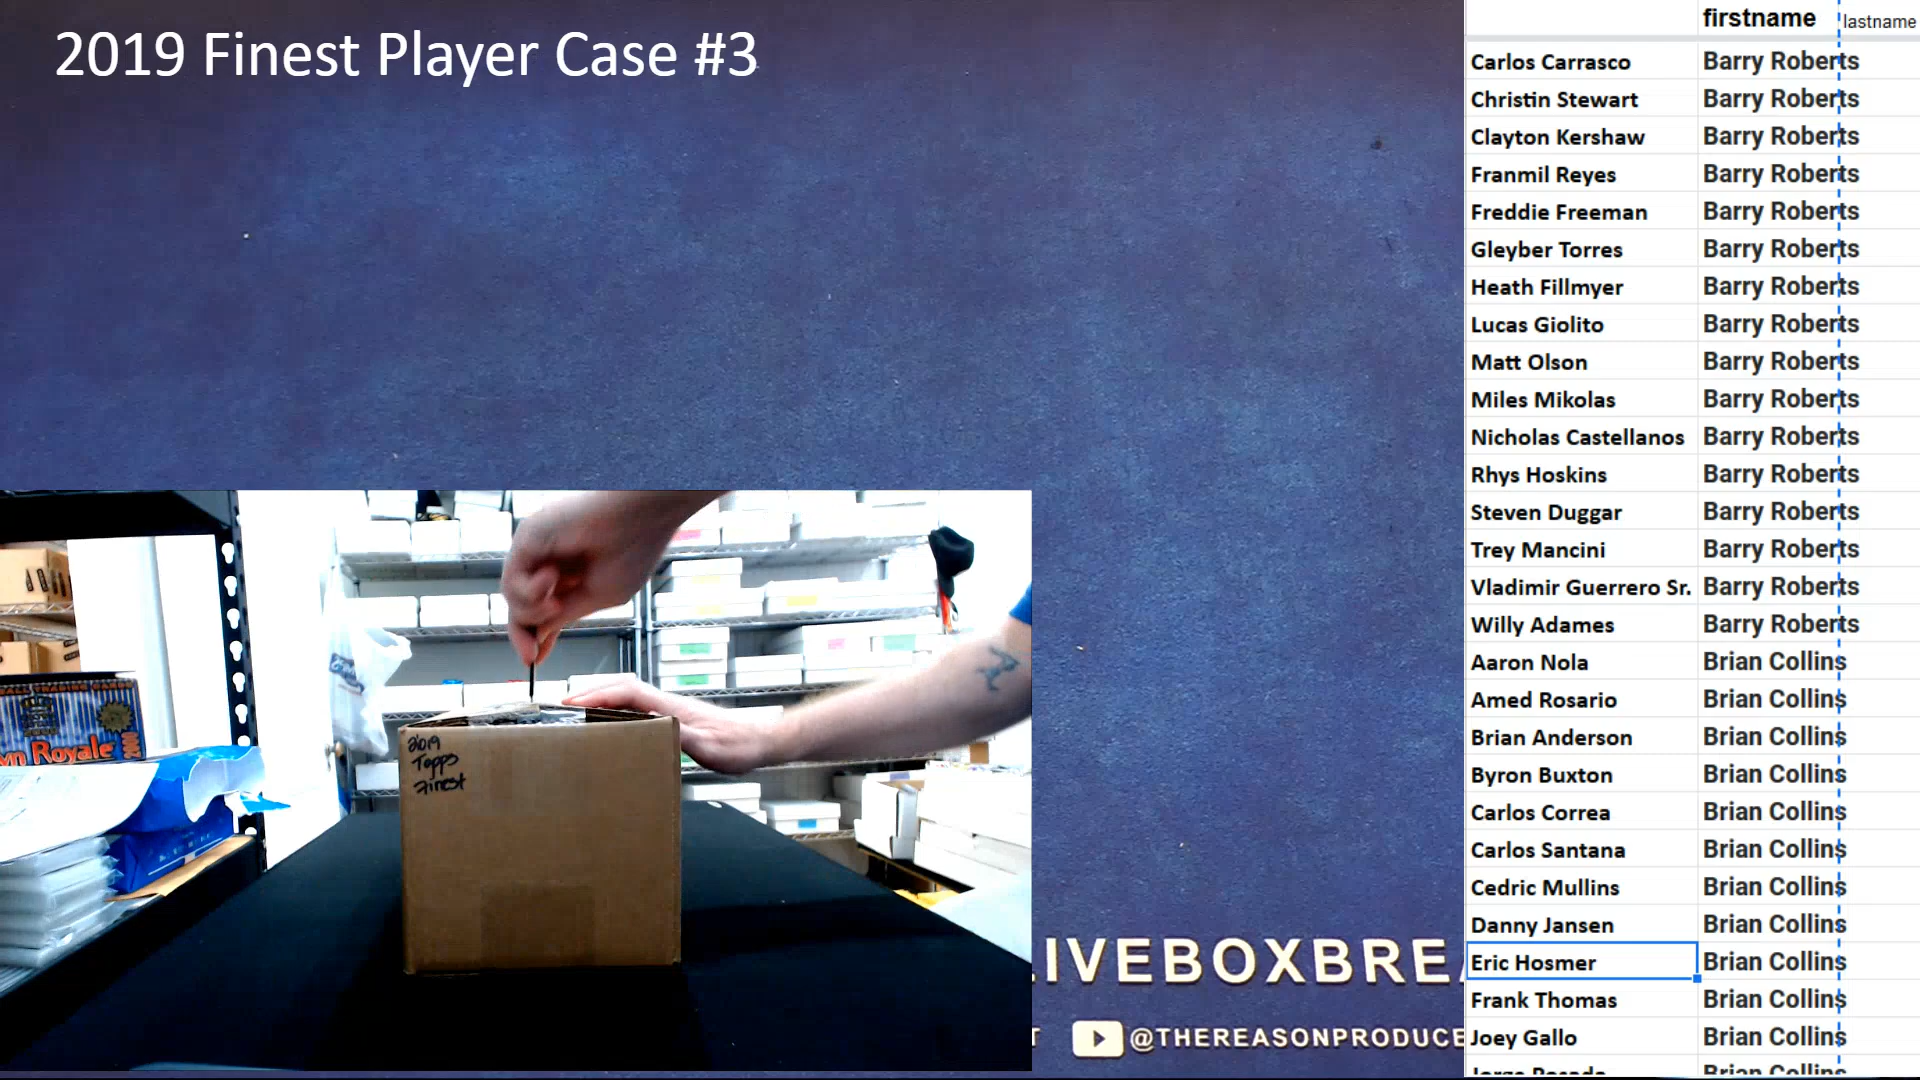 2019 Finest Player Case #3
firstname lastname
Carlos Carrasco Barry Roberts
Christin Stewart Barry Roberts
Clayton Kershaw Barry Roberts
Franmil Reyes Barry Roberts
Freddie Freeman Barry Roberts
Gleyber Torres Barry Roberts
Heath Fillmyer Barry Roberts
Lucas Giolito Barry Roberts
Matt Olson Barry Roberts
Miles Mikolas Barry Roberts
Nicholas Castellanos Barry Roberts
Rhys Hoskins Barry Roberts
Steven Duggar Barry Roberts
Trey Mancini Barry Roberts
Vladimir Guerrero Sr. Barry Roberts
Willy Adames Barry Roberts
Aaron Nola Brian Collins
Amed Rosario Brian Collins
Brian Anderson Brian Collins
Byron Buxton Brian Collins
Carlos Correa Brian Collins
Carlos Santana Brian Collins
Cedric Mullins Brian Collins
Danny Jansen Brian Collins
Eric Hosmer Brian Collins
Frank Thomas Brian Collins
Joey Gallo Brian Collins
Jorge Posada Brian Collins
2019
Topps
Finest
Royale
2000
IVEBOXBREA
@THEREASONPRODUCE